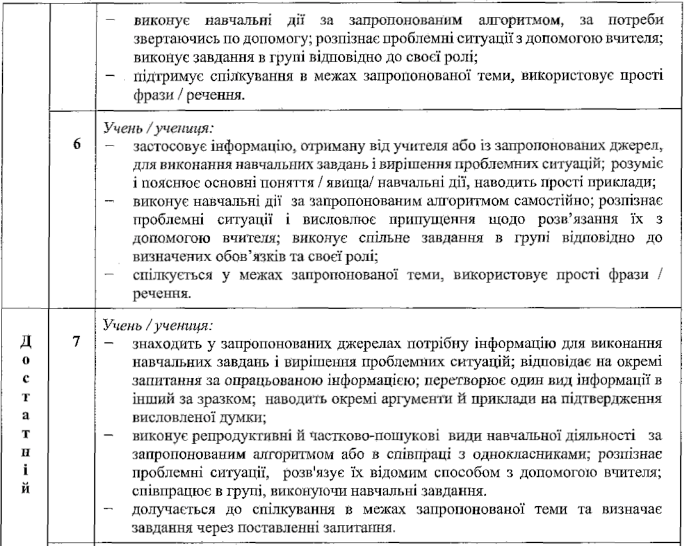 – виконує навчальні дії за запропонованим алгоритмом, за потреби
звертаючись по допомогу; розпізнає проблемні ситуації з допомогою вчителя;
виконує завдання в групі відповідно до своєї ролі;
– підтримує спілкування в межах запропонованої теми, використовує прості
фрази / речення.
6
Учень / учениця:
– застосовує інформацію, отриману від учителя або із запропонованих джерел,
для виконання навчальних завдань і вирішення проблемних ситуацій; розуміє
і пояснює основні поняття / явища/ навчальні дії, наводить прості приклади;
– виконує навчальні дії за запропонованим алгоритмом самостійно; розпізнає
проблемні ситуації і висловлює припущення щодо розв’язання їх з
допомогою вчителя; виконує спільне завдання в групі відповідно до
визначених обов’язків та своєї ролі;
– спілкується у межах запропонованої теми, використовує прості фрази /
речення.
Достатній
7
Учень / учениця:
– знаходить у запропонованих джерелах потрібну інформацію для виконання
навчальних завдань і вирішення проблемних ситуацій; відповідає на окремі
запитання за опрацьованою інформацією; перетворює один вид інформації в
інший за зразком; наводить окремі аргументи й приклади на підтвердження
висловленої думки;
– виконує репродуктивні й частково-пошукові види навчальної діяльності за
запропонованим алгоритмом або в співпраці з однокласниками; розпізнає
проблемні ситуації, розв'язує їх відомим способом з допомогою вчителя;
співпрацює в групі, виконуючи навчальні завдання.
– долучається до спілкування в межах запропонованої теми та визначає
завдання через поставленні запитання.